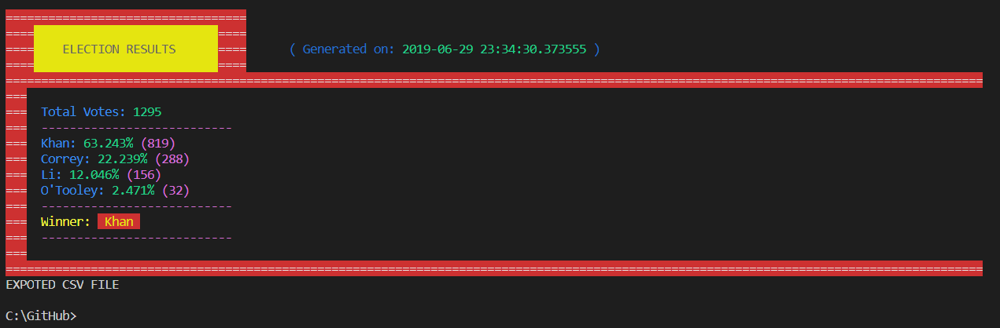 ==================================
====                          ====
====    ELECTION RESULTS      ====      ( Generated on: 2019-06-29 23:34:30.373555 )
====                          ====
==========================================================================================================================================
===
===  Total Votes: 1295
===  ---------------------------
===  Khan: 63.243% (819)
===  Correy: 22.239% (288)
===  Li: 12.046% (156)
===  O'Tooley: 2.471% (32)
===  ---------------------------
===  Winner:  Khan
===  ---------------------------
===
==========================================================================================================================================
EXPOTED CSV FILE
C:\GitHub>